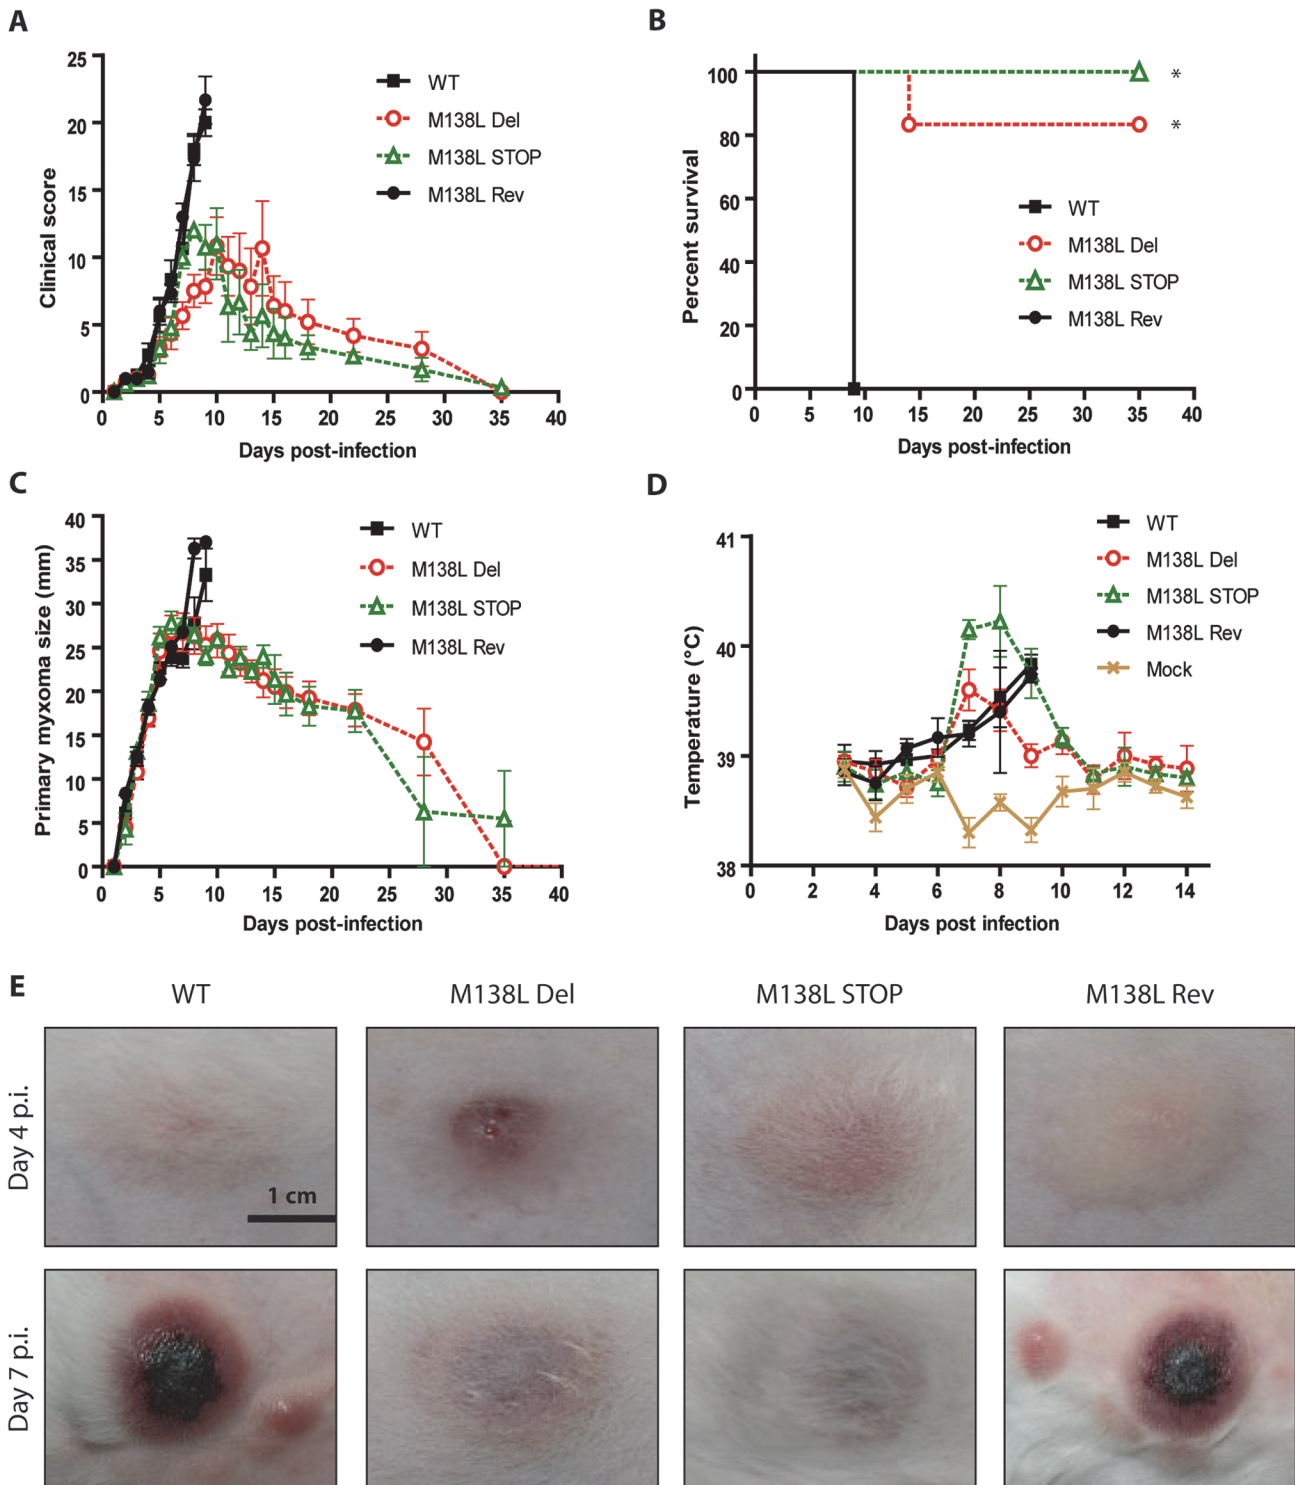 A
25
20
15
10
5
0
0 5 10 15 20 25 30 35 40
Clinical score
Days post-infection
WT
M138L Del
M138L STOP
M138L Rev
B
100
80
60
40
20
0
0 5 10 15 20 25 30 35 40
Percent survival
Days post-infection
*
*
WT
M138L Del
M138L STOP
M138L Rev
C
40
35
30
25
20
15
10
5
0
0 5 10 15 20 25 30 35 40
Primary myxoma size (mm)
Days post-infection
WT
M138L Del
M138L STOP
M138L Rev
D
41
40
39
38
0 2 4 6 8 10 12 14
Temperature (°C)
Days post infection
WT
M138L Del
M138L STOP
M138L Rev
Mock
E
WT M138L Del M138L STOP M138L Rev
Day 4 p.i.
1 cm
Day 7 p.i.